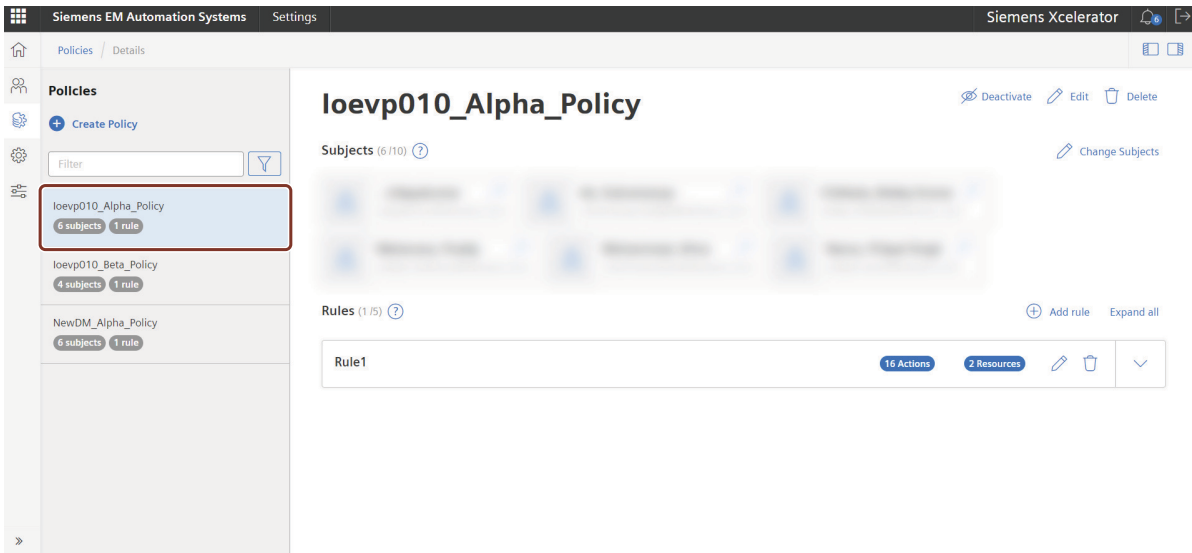 Siemens EM Automation Systems Settings Siemens Xcelerator 6
Policies / Details
Policies
Create Policy
Filter
Ioevp010_Alpha_Policy
6 subjects 1 rule
Ioevp010_Beta_Policy
4 subjects 1 rule
NewDM_Alpha_Policy
6 subjects 1 rule
Ioevp010_Alpha_Policy
Deactivate Edit Delete
Subjects (6 /10) ?
Change Subjects
Rules (1 /5) ?
Add rule Expand all
Rule1 16 Actions 2 Resources